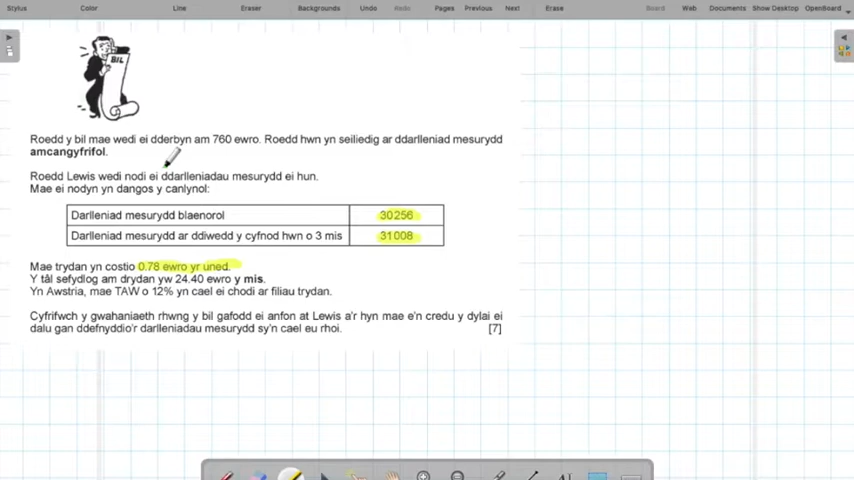 Stylus Color Line Eraser Backgrounds Undo Redo Pages Previous Next Erase Board Web Documents Show Desktop OpenBoard
BIL
Roedd y bil mae wedi ei dderbyn am 760 ewro. Roedd hwn yn seiliedig ar ddarlleniad mesurydd
amcangyfrifol.
Roedd Lewis wedi nodi ei ddarlleniadau mesurydd ei hun.
Mae ei nodyn yn dangos y canlynol:
Darlleniad mesurydd blaenorol 30256
Darlleniad mesurydd ar ddiwedd y cyfnod hwn o 3 mis 31008
Mae trydan yn costio 0.78 ewro yr uned.
Y tâl sefydlog am drydan yw 24.40 ewro y mis.
Yn Awstria, mae TAW o 12% yn cael ei chodi ar filiau trydan.
Cyfrifwch y gwahaniaeth rhwng y bil gafodd ei anfon at Lewis a'r hyn mae e'n credu y dylai ei
dalu gan ddefnyddio'r darlleniadau mesurydd sy'n cael eu rhoi. [7]